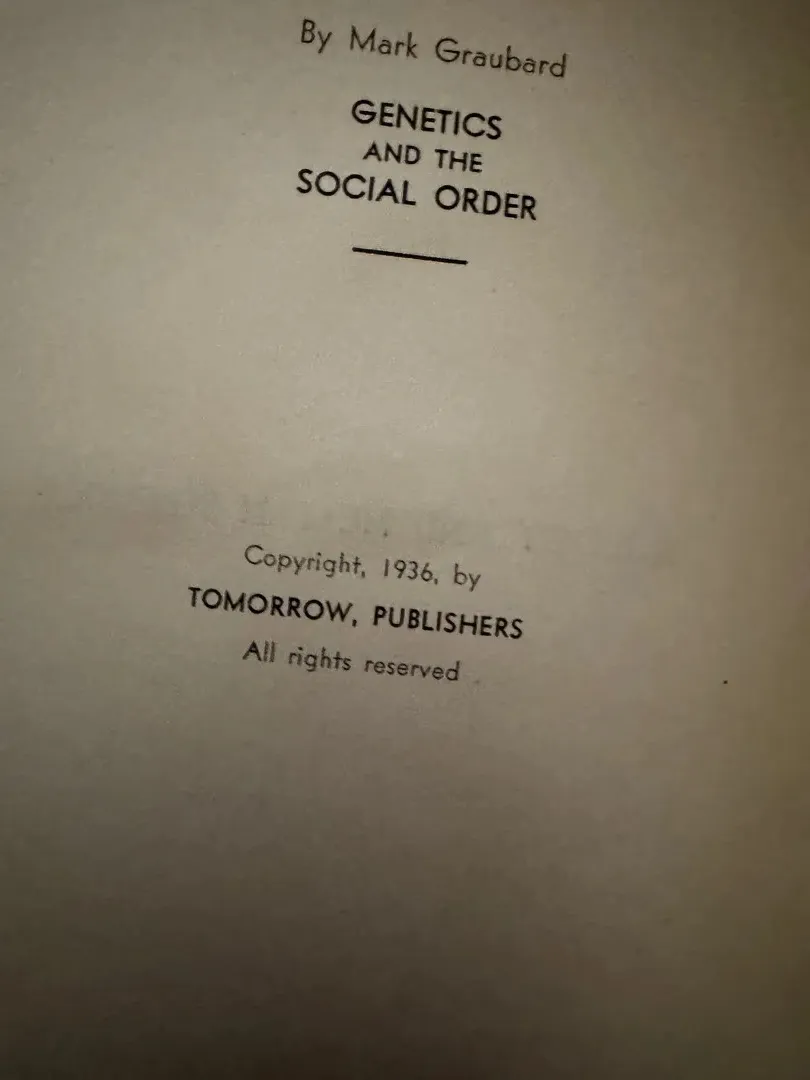 By Mark Graubard
GENETICS
AND THE
SOCIAL ORDER
Copyright, 1936, by
TOMORROW, PUBLISHERS
All rights reserved